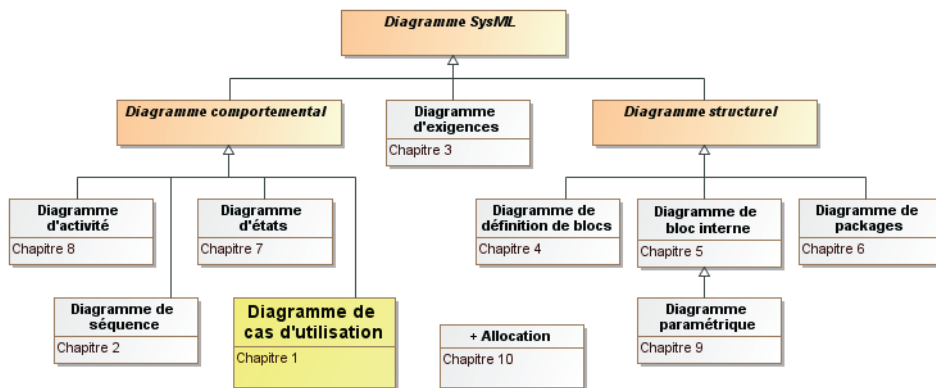 Diagramme SysML
Diagramme comportemental
Diagramme
d'exigences
Chapitre 3
Diagramme structurel
Diagramme
d'activité
Chapitre 8
Diagramme
d'états
Chapitre 7
Diagramme de
définition de blocs
Chapitre 4
Diagramme de
bloc interne
Chapitre 5
Diagramme de
packages
Chapitre 6
Diagramme de
séquence
Chapitre 2
Diagramme de
cas d'utilisation
Chapitre 1
+ Allocation
Chapitre 10
Diagramme
paramétrique
Chapitre 9